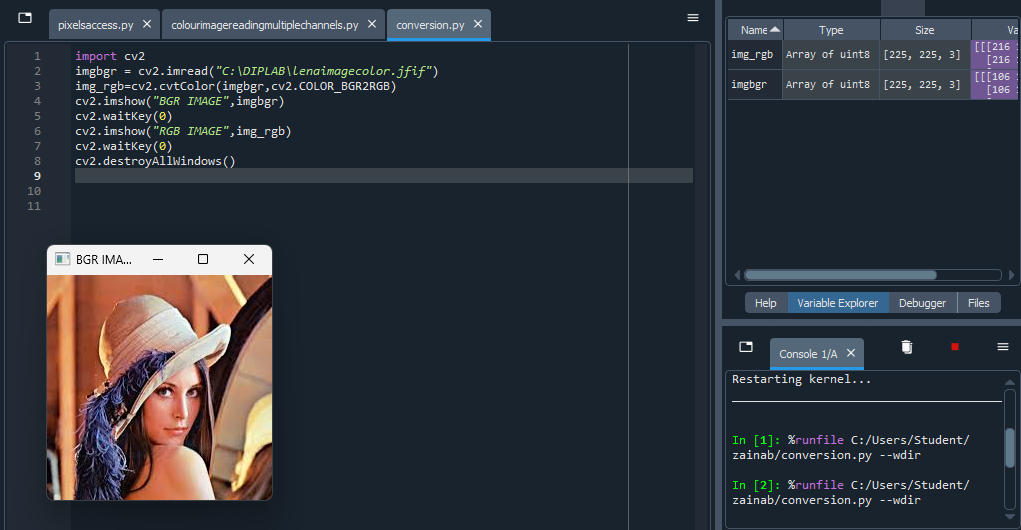 pixelsaccess.py
colourimagereadingmultiplechannels.py
conversion.py
1 import cv2
2 imgbgr = cv2.imread("C:\DIPLAB\lenaimagecolor.jfif")
3 img_rgb=cv2.cvtColor(imgbgr,cv2.COLOR_BGR2RGB)
4 cv2.imshow("BGR IMAGE",imgbgr)
5 cv2.waitKey(0)
6 cv2.imshow("RGB IMAGE",img_rgb)
7 cv2.waitKey(0)
8 cv2.destroyAllWindows()
9
10
11
BGR IMA...
Name Type Size Va
img_rgb Array of uint8 [225, 225, 3] [[[216
[216
imgbgr Array of uint8 [225, 225, 3] [[[106
[106
Help Variable Explorer Debugger Files
Console 1/A
Restarting kernel...
In [1]: %runfile C:/Users/Student/
zainab/conversion.py --wdir
In [2]: %runfile C:/Users/Student/
zainab/conversion.py --wdir